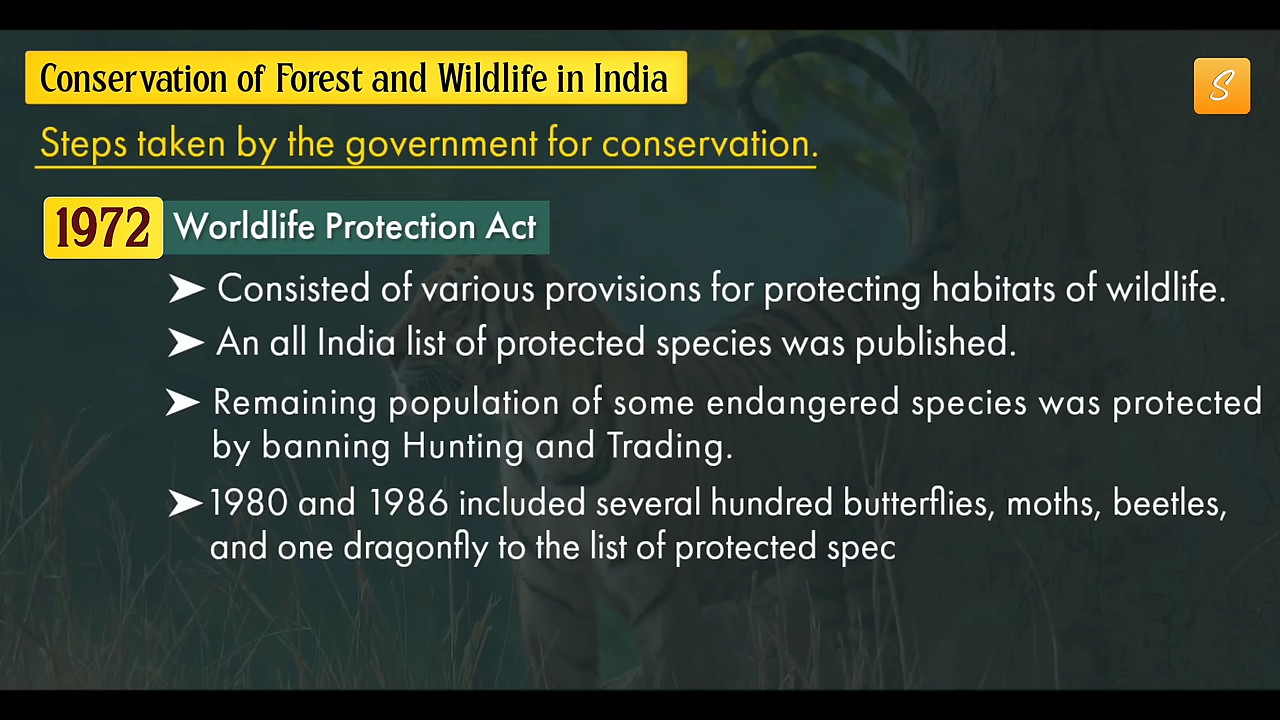 Conservation of Forest and Wildlife in India
S
Steps taken by the government for conservation.
1972 Worldlife Protection Act
➤ Consisted of various provisions for protecting habitats of wildlife.
➤ An all India list of protected species was published.
➤ Remaining population of some endangered species was protected
by banning Hunting and Trading.
➤ 1980 and 1986 included several hundred butterflies, moths, beetles,
and one dragonfly to the list of protected spec